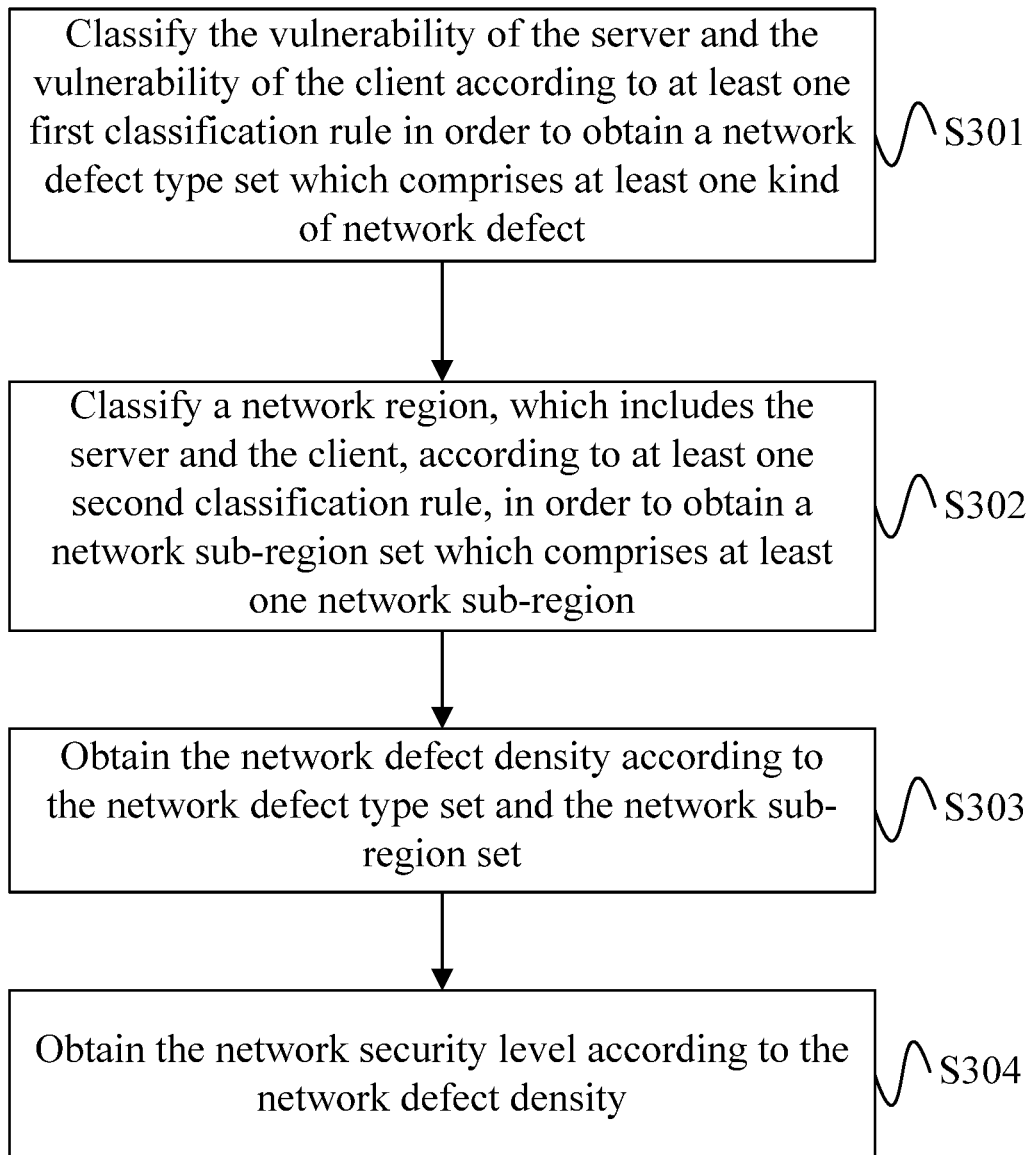 Classify the vulnerability of the server and the
vulnerability of the client according to at least one
first classification rule in order to obtain a network
defect type set which comprises at least one kind
of network defect
S301
Classify a network region, which includes the
server and the client, according to at least one
second classification rule, in order to obtain a
network sub-region set which comprises at least
one network sub-region
S302
Obtain the network defect density according to
the network defect type set and the network sub-
region set
S303
Obtain the network security level according to the
network defect density
S304